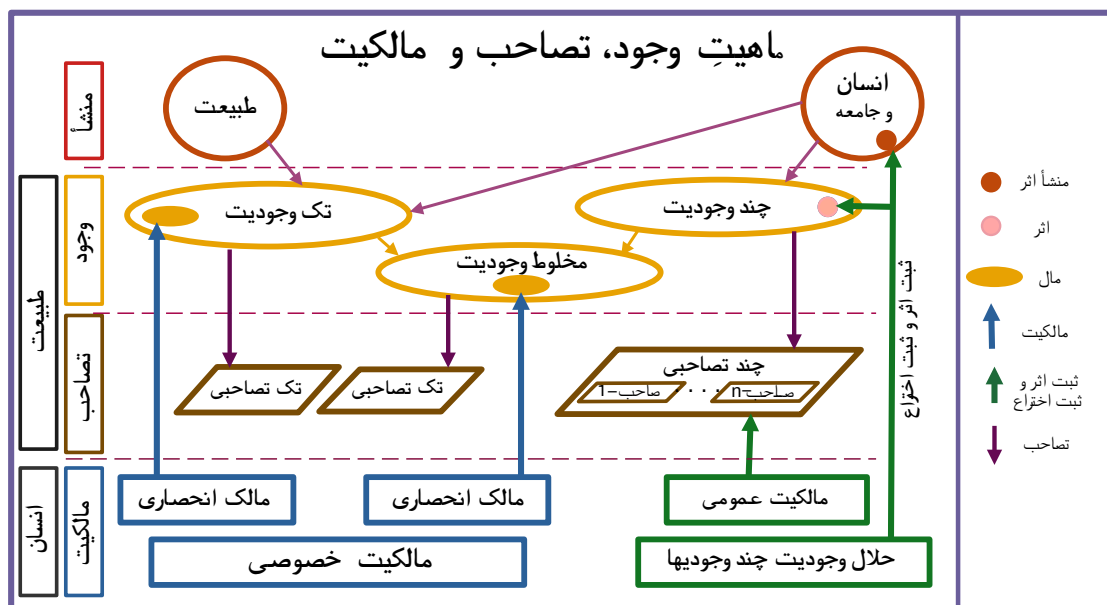 ماهیتِ وجود، تصاحب و مالکیت
انسان
و جامعه
طبیعت
منشأ
چند وجودیت
تک وجودیت
مخلوط وجودیت
وجود
طبیعت
چند تصاحبی
صاحب-1
. . .
صاحب-n
تک تصاحبی
تک تصاحبی
تصاحب
مالکیت عمومی
مالک انحصاری
مالک انحصاری
مالکیت
انسان
حلال وجودیت چند وجودیها
مالکیت خصوصی
ثبت اثر و ثبت اختراع
منشأ اثر
اثر
مال
مالکیت
ثبت اثر و
ثبت اختراع
تصاحب